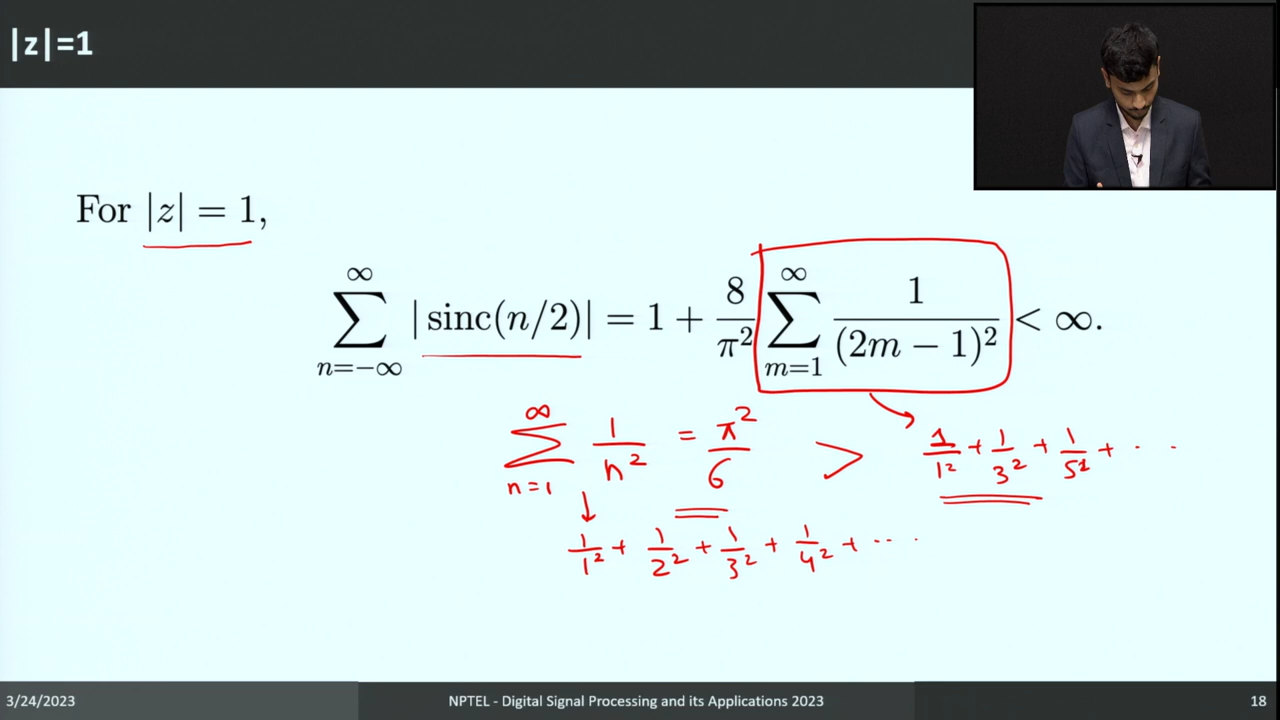 |z|=1
For |z| = 1,
∑_{n=−∞}^{∞} | sinc(n/2)| = 1 + 8/π² ∑_{m=1}^{∞} 1/(2m − 1)² < ∞.
∑_{n=1}^{∞} 1/n² = π²/6 > 1/1² + 1/3² + 1/5² + · · ·
1/1² + 1/2² + 1/3² + 1/4² + · · ·
3/24/2023 NPTEL - Digital Signal Processing and its Applications 2023 18